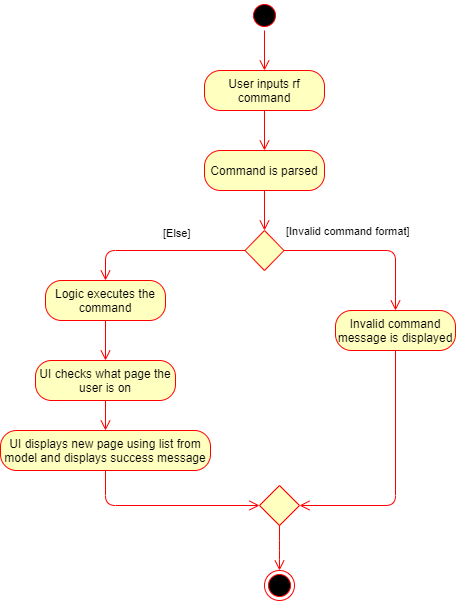 User inputs rf
command
Command is parsed
[Else]
[Invalid command format]
Logic executes the
command
Invalid command
message is displayed
UI checks what page the
user is on
UI displays new page using list from
model and displays success message